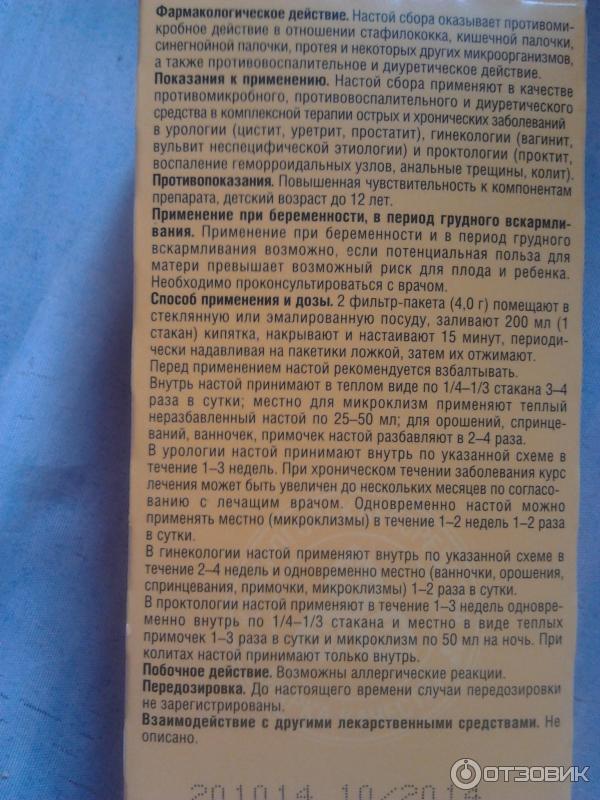 Фармакологическое действие. Настой сбора оказывает противоми-
кробное действие в отношении стафилококка, кишечной палочки,
синегнойной палочки, протея и некоторых других микроорганизмов,
а также противовоспалительное и диуретическое действие.
Показания к применению. Настой сбора применяют в качестве
противомикробного, противовоспалительного и диуретического
средства в комплексной терапии острых и хронических заболеваний
в урологии (цистит, уретрит, простатит), гинекологии (вагинит,
вульвит неспецифической этиологии) и проктологии (проктит,
воспаление геморроидальных узлов, анальные трещины, колит).
Противопоказания. Повышенная чувствительность к компонентам
препарата, детский возраст до 12 лет.
Применение при беременности, в период грудного вскармли-
вания. Применение при беременности и в период грудного
вскармливания возможно, если потенциальная польза для
матери превышает возможный риск для плода и ребенка.
Необходимо проконсультироваться с врачом.
Способ применения и дозы. 2 фильтр-пакета (4,0 г) помещают в
стеклянную или эмалированную посуду, заливают 200 мл (1
стакан) кипятка, накрывают и настаивают 15 минут, периоди-
чески надавливая на пакетики ложкой, затем их отжимают.
Перед применением настой рекомендуется взбалтывать.
Внутрь настой принимают в теплом виде по 1/4–1/3 стакана 3–4
раза в сутки; местно для микроклизм применяют теплый
неразбавленный настой по 25–50 мл; для орошений, спринце-
ваний, ванночек, примочек настой разбавляют в 2–4 раза.
В урологии настой принимают внутрь по указанной схеме в
течение 1–3 недель. При хроническом течении заболевания курс
лечения может быть увеличен до нескольких месяцев по согласо-
ванию с лечащим врачом. Одновременно настой можно
применять местно (микроклизмы) в течение 1–2 недель 1–2 раза
в сутки.
В гинекологии настой применяют внутрь по указанной схеме в
течение 2–4 недель и одновременно местно (ванночки, орошения,
спринцевания, примочки, микроклизмы) 1–2 раза в сутки.
В проктологии настой применяют в течение 1–3 недель одновре-
менно внутрь по 1/4–1/3 стакана и местно в виде теплых
примочек 1–3 раза в сутки и микроклизм по 50 мл на ночь. При
колитах настой принимают только внутрь.
Побочное действие. Возможны аллергические реакции.
Передозировка. До настоящего времени случаи передозировки
не зарегистрированы.
Взаимодействие с другими лекарственными средствами. Не
описано.
201014 10/2014
ОТЗОВИК